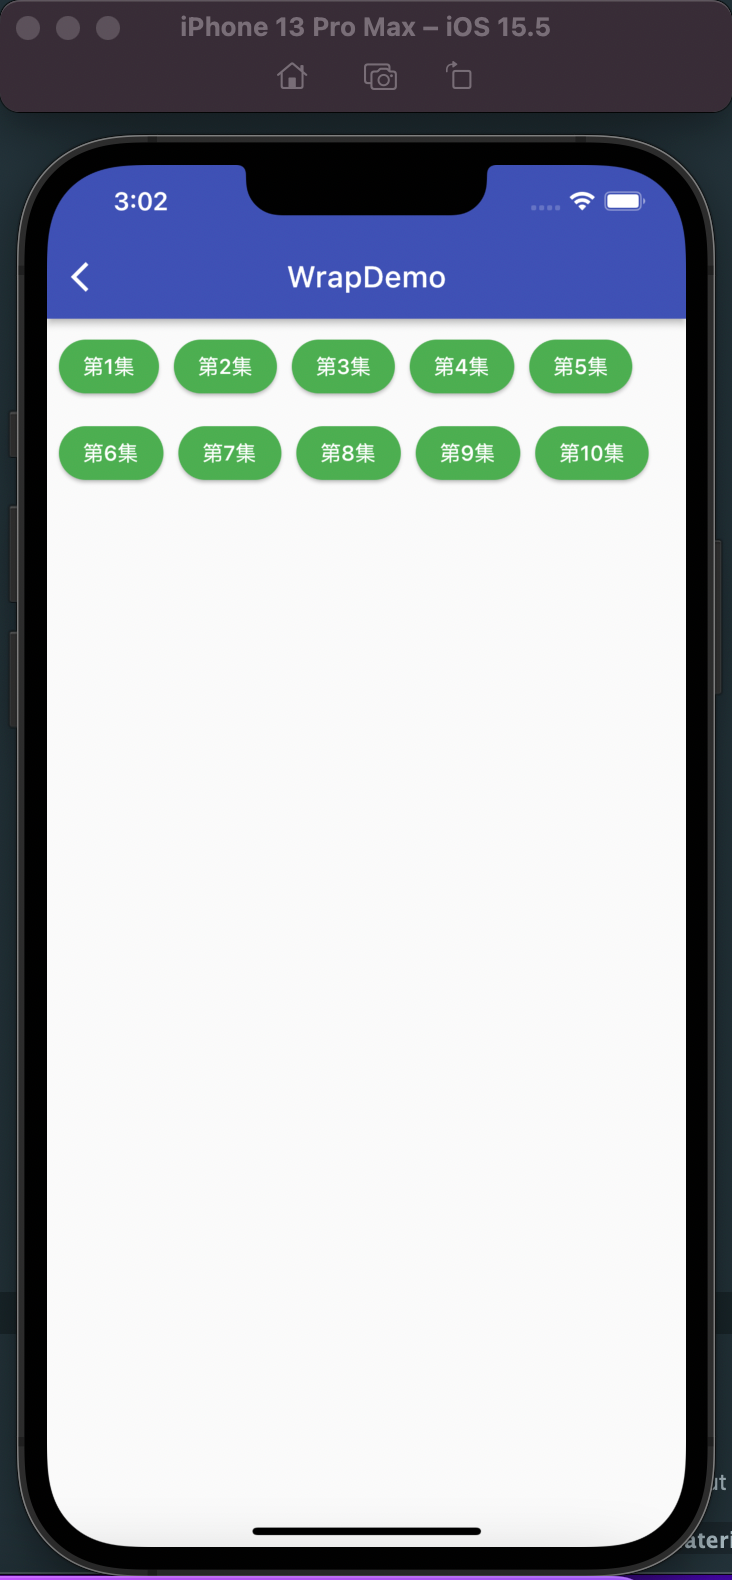 iPhone 13 Pro Max – iOS 15.5
3:02
WrapDemo
第1集 第2集 第3集 第4集 第5集
第6集 第7集 第8集 第9集 第10集
ut
ateri